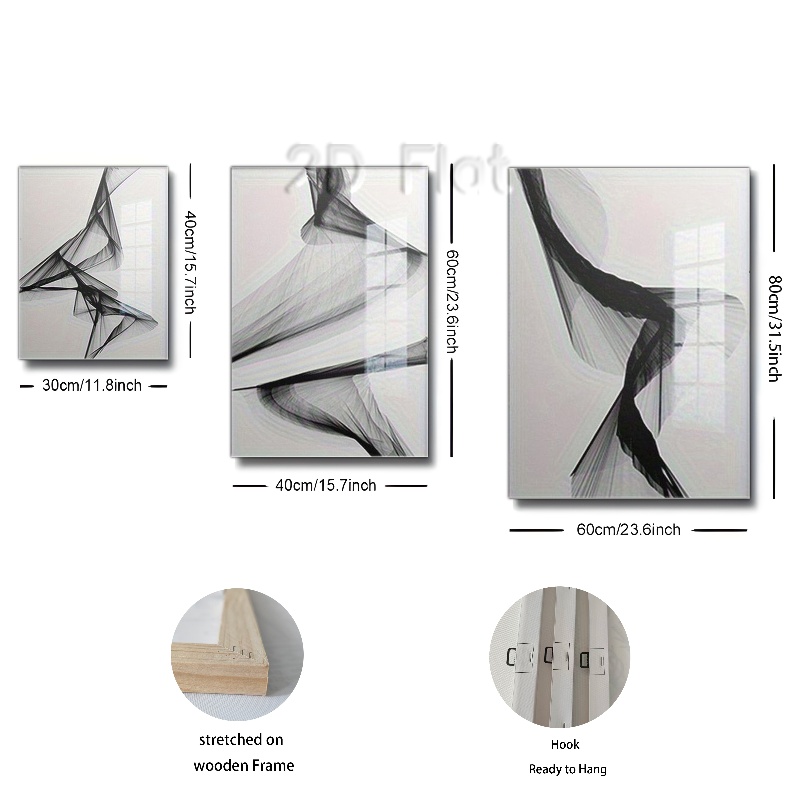 2D Flat
40cm/15.7inch
60cm/23.6inch
80cm/31.5inch
30cm/11.8inch
40cm/15.7inch
60cm/23.6inch
stretched on
wooden Frame
Hook
Ready to Hang